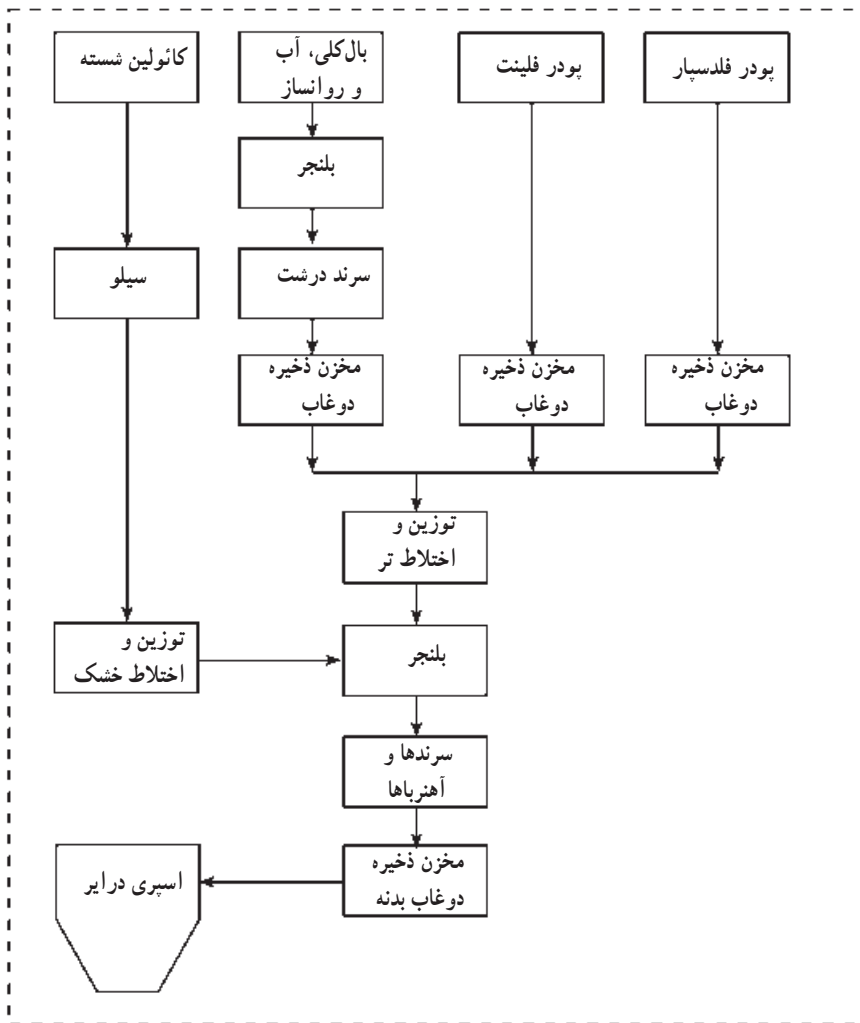 پودر فلدسپار
پودر فلینت
بال‌کلی، آب
و روانساز
کائولین شسته
بلنجر
سرند درشت
سیلو
مخزن ذخیره
دوغاب
مخزن ذخیره
دوغاب
مخزن ذخیره
دوغاب
توزین و
اختلاط تر
بلنجر
توزین و
اختلاط خشک
سرندها و
آهنرباها
مخزن ذخیره
دوغاب بدنه
اسپری درایر